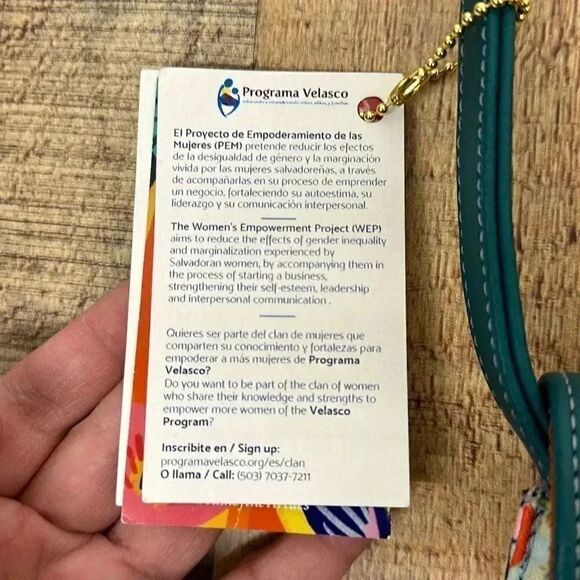 Programa Velasco
El Proyecto de Empoderamiento de las
Mujeres (PEM) pretende reducir los efectos
de la desigualdad de género y la marginación
vivida por las mujeres salvadoreñas, a través
de acompañarlas en su proceso de emprender
un negocio, fortaleciendo su autoestima, su
liderazgo y su comunicación interpersonal.
The Women's Empowerment Project (WEP)
aims to reduce the effects of gender inequality
and marginalization experienced by
Salvadoran women, by accompanying them in
the process of starting a business,
strengthening their self-esteem, leadership
and interpersonal communication .
Quieres ser parte del clan de mujeres que
comparten su conocimiento y fortalezas para
empoderar a más mujeres de Programa
Velasco?
Do you want to be part of the clan of women
who share their knowledge and strengths to
empower more women of the Velasco
Program?
Inscribite en / Sign up:
programavelasco.org/es/clan
O llama / Call: (503) 7037-7211